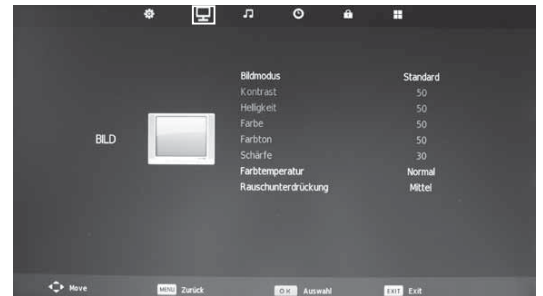 Bildmodus Standard
Kontrast 50
Helligkeit 50
Farbe 50
BILD Farbton 50
Schärfe 30
Farbtemperatur Normal
Rauschunterdrückung Mittel
Move MENU Zurück OK Auswahl EXIT Exit